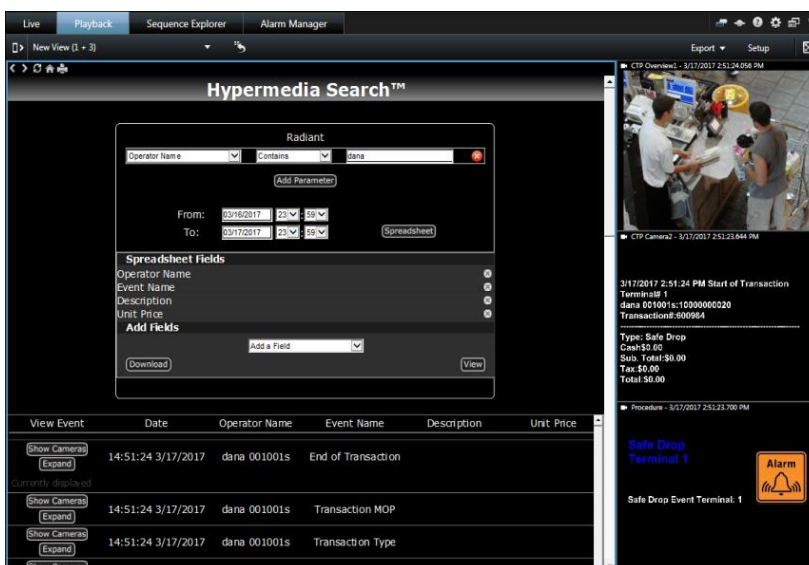 Live Playback Sequence Explorer Alarm Manager
New View (1 + 3)
Export Setup
Hypermedia Search™
Radiant
Operator Name Contains dana
Add Parameter
From: 03/16/2017 23 : 59
To: 03/17/2017 23 : 59 Spreadsheet
Spreadsheet Fields
Operator Name
Event Name
Description
Unit Price
Add Fields
Add a Field
Download View
View Event Date Operator Name Event Name Description Unit Price
Show Cameras
Expand
14:51:24 3/17/2017 dana 001001s End of Transaction
Currently displayed
Show Cameras
Expand
14:51:24 3/17/2017 dana 001001s Transaction MOP
Show Cameras
Expand
14:51:24 3/17/2017 dana 001001s Transaction Type
CTP Overview1 - 3/17/2017 2:51:24.056 PM
CTP Camera2 - 3/17/2017 2:51:23.644 PM
3/17/2017 2:51:24 PM Start of Transaction
Terminal# 1
dana 001001s:10000000020
Transaction#:600984
Type: Safe Drop
Cash$0.00
Sub. Total:$0.00
Tax:$0.00
Total:$0.00
Procedure - 3/17/2017 2:51:23.700 PM
Safe Drop
Terminal 1
Alarm
Safe Drop Event Terminal: 1